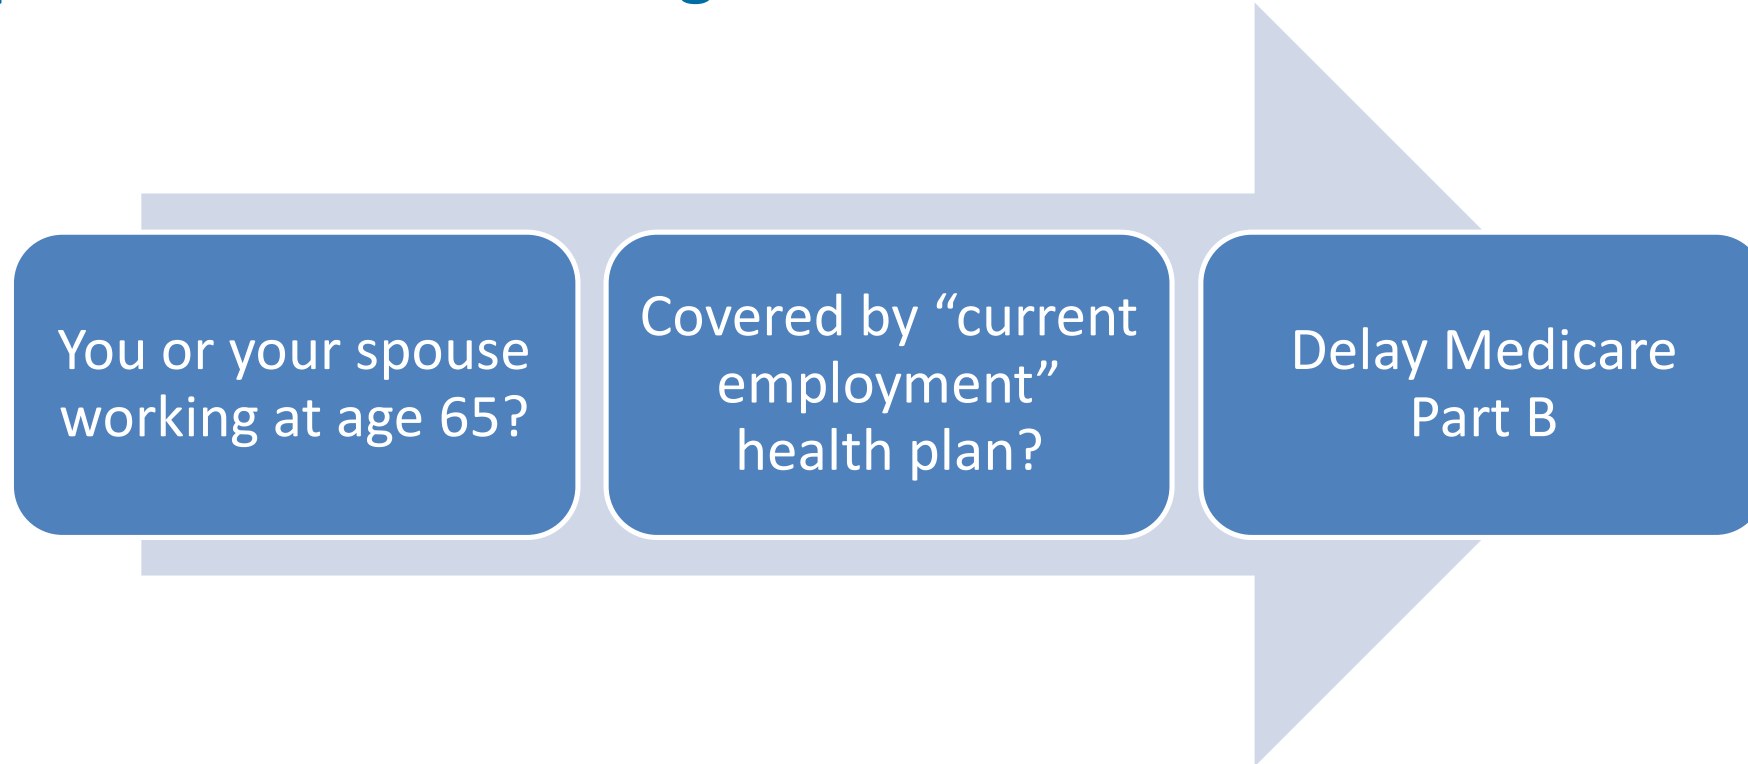 You or your spouse
working at age 65?
Covered by “current
employment”
health plan?
Delay Medicare
Part B